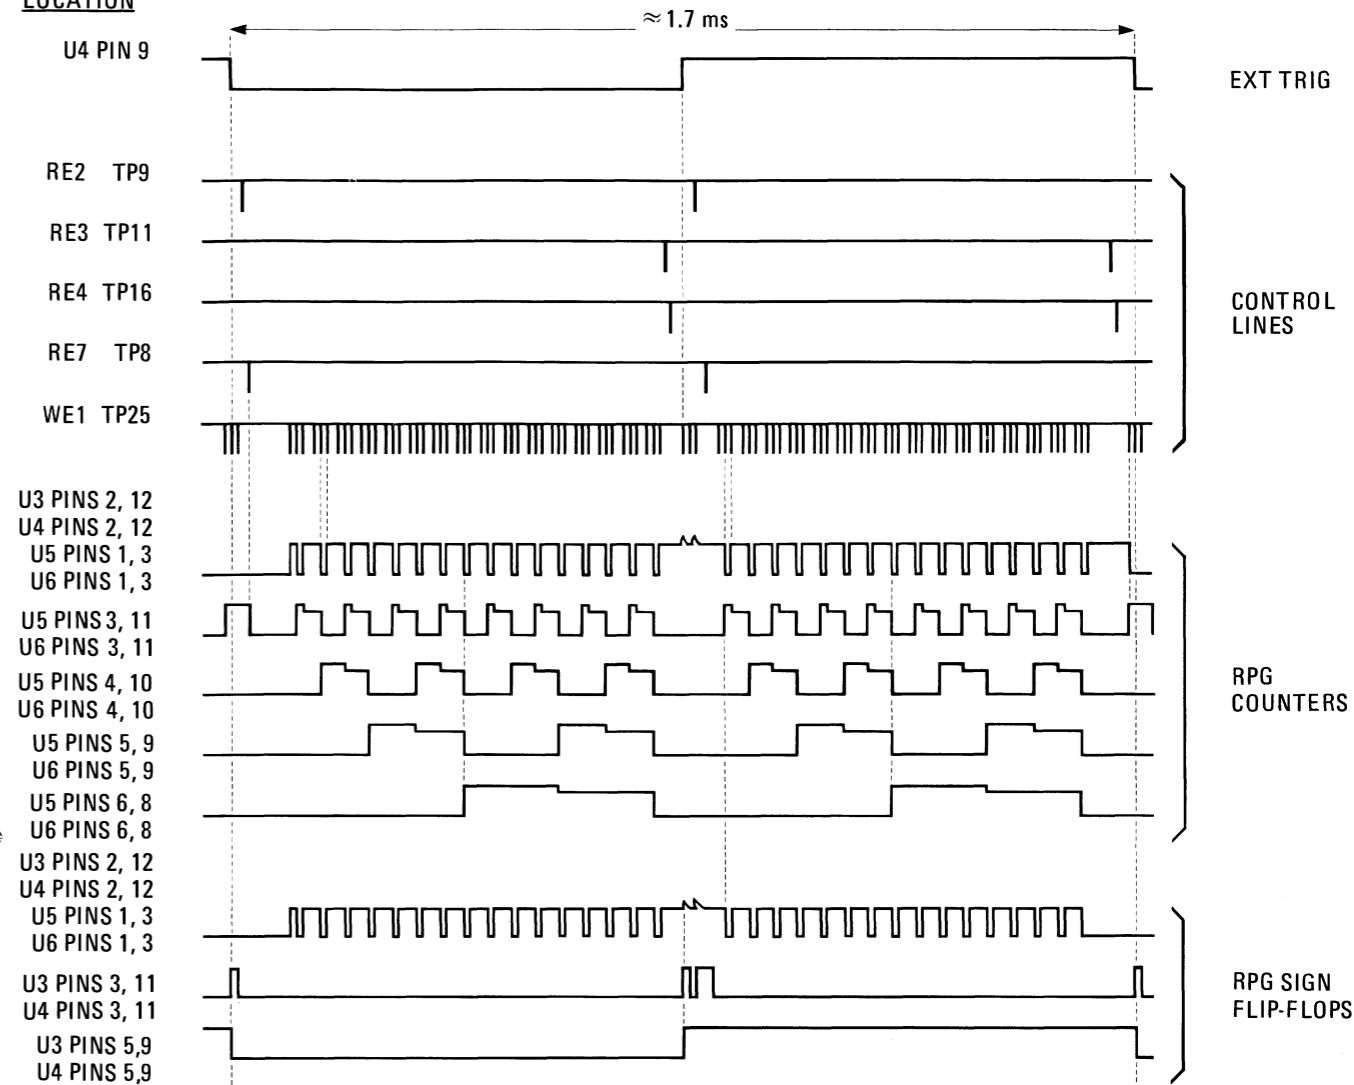 LOCATION
≈1.7 ms
U4 PIN 9
EXT TRIG
RE2 TP9
RE3 TP11
RE4 TP16
CONTROL
LINES
RE7 TP8
WE1 TP25
U3 PINS 2, 12
U4 PINS 2, 12
U5 PINS 1, 3
U6 PINS 1, 3
U5 PINS 3, 11
U6 PINS 3, 11
U5 PINS 4, 10
U6 PINS 4, 10
RPG
COUNTERS
U5 PINS 5, 9
U6 PINS 5, 9
U5 PINS 6, 8
U6 PINS 6, 8
U3 PINS 2, 12
U4 PINS 2, 12
U5 PINS 1, 3
U6 PINS 1, 3
U3 PINS 3, 11
U4 PINS 3, 11
RPG SIGN
FLIP-FLOPS
U3 PINS 5,9
U4 PINS 5,9